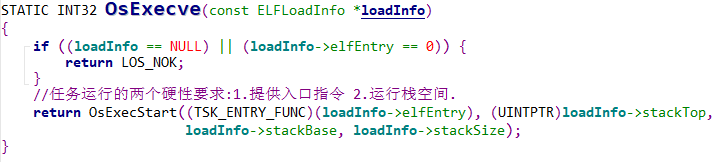 STATIC INT32 OsExecve(const ELFLoadInfo *loadInfo)
{
    if ((loadInfo == NULL) || (loadInfo->elfEntry == 0)) {
        return LOS_NOK;
    }
    //任务运行的两个硬性要求:1.提供入口指令 2.运行栈空间.
    return OsExecStart((TSK_ENTRY_FUNC)(loadInfo->elfEntry), (UINTPTR)loadInfo->stackTop,
                       loadInfo->stackBase, loadInfo->stackSize);
}